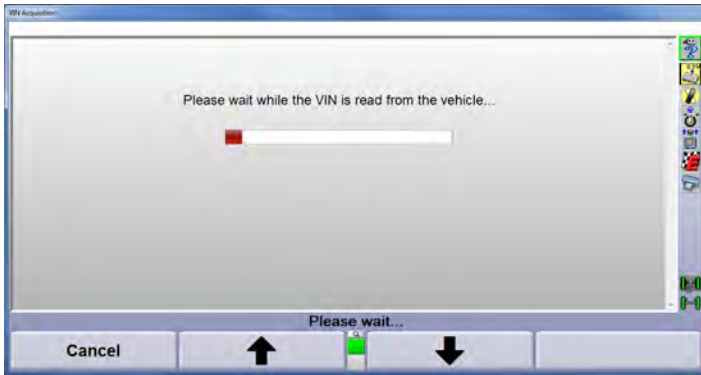 VIN Acquisition
Please wait while the VIN is read from the vehicle...
Please wait...
Cancel